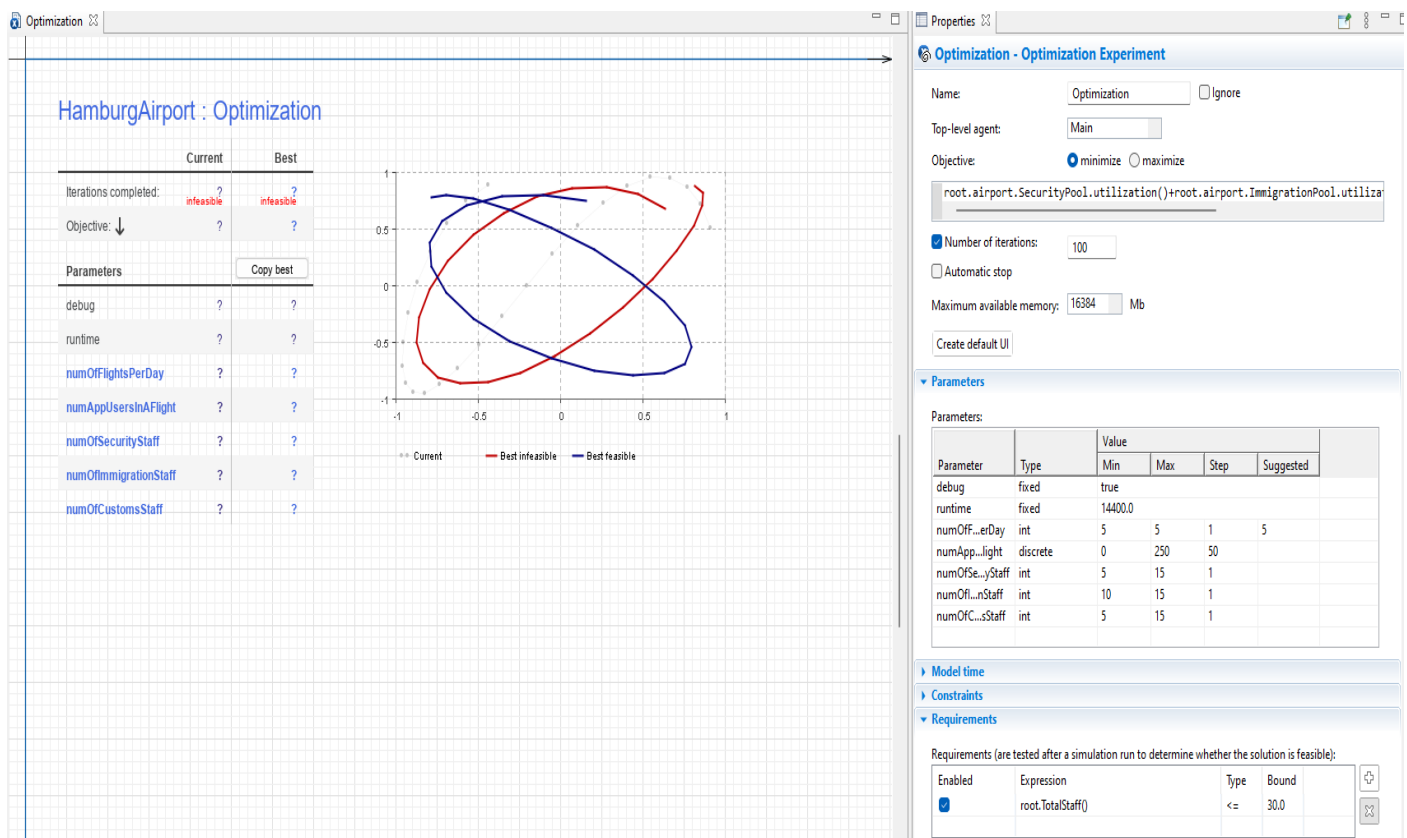 Optimization
HamburgAirport : Optimization
Current Best
Iterations completed: ? ?
infeasible infeasible
Objective: ? ?
Parameters Copy best
debug ? ?
runtime ? ?
numOfFlightsPerDay ? ?
numAppUsersInAFlight ? ?
numOfSecurityStaff ? ?
numOfImmigrationStaff ? ?
numOfCustomsStaff ? ?
1
0.5
0
-0.5
-1
-1 -0.5 0 0.5 1
Current Best infeasible Best feasible
Properties
Optimization - Optimization Experiment
Name: Optimization Ignore
Top-level agent: Main
Objective: minimize maximize
root.airport.SecurityPool.utilization()+root.airport.ImmigrationPool.utilizat
Number of iterations: 100
Automatic stop
Maximum available memory: 16384 Mb
Create default UI
Parameters
Parameters:
Value
Parameter Type Min Max Step Suggested
debug fixed true
runtime fixed 14400.0
numOfF...erDay int 5 5 1 5
numApp...light discrete 0 250 50
numOfSe...yStaff int 5 15 1
numOfI...nStaff int 10 15 1
numOfC...sStaff int 5 15 1
Model time
Constraints
Requirements
Requirements (are tested after a simulation run to determine whether the solution is feasible):
Enabled Expression Type Bound
root.TotalStaff() <= 30.0